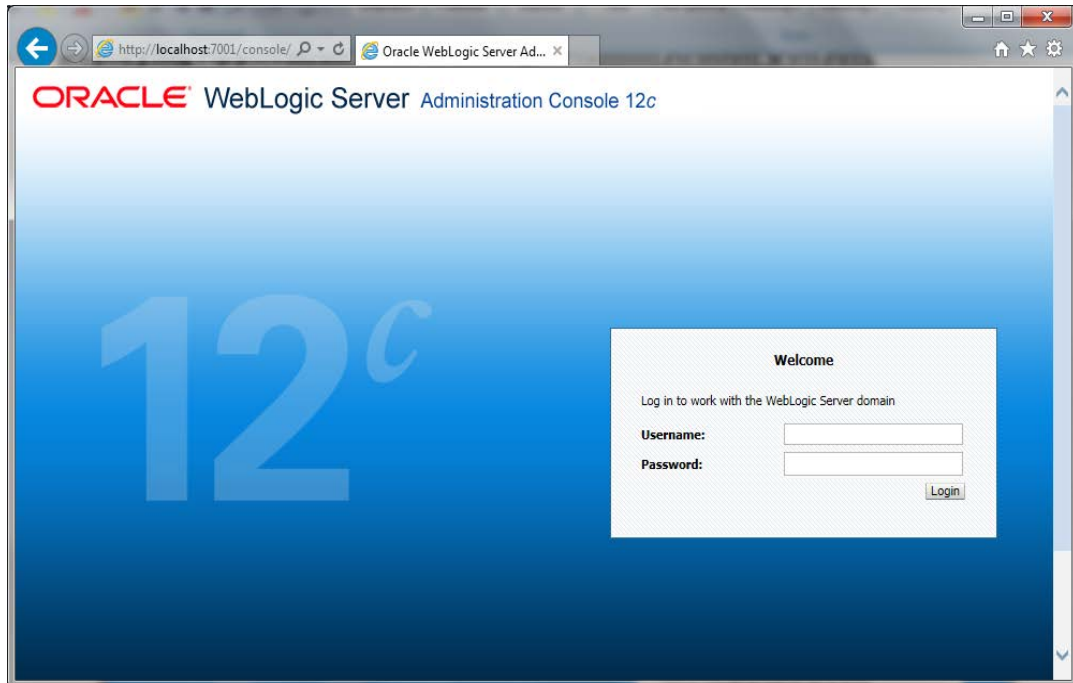 http://localhost:7001/console/
Oracle WebLogic Server Ad...
ORACLE WebLogic Server Administration Console 12c
12c
Welcome
Log in to work with the WebLogic Server domain
Username:
Password:
Login